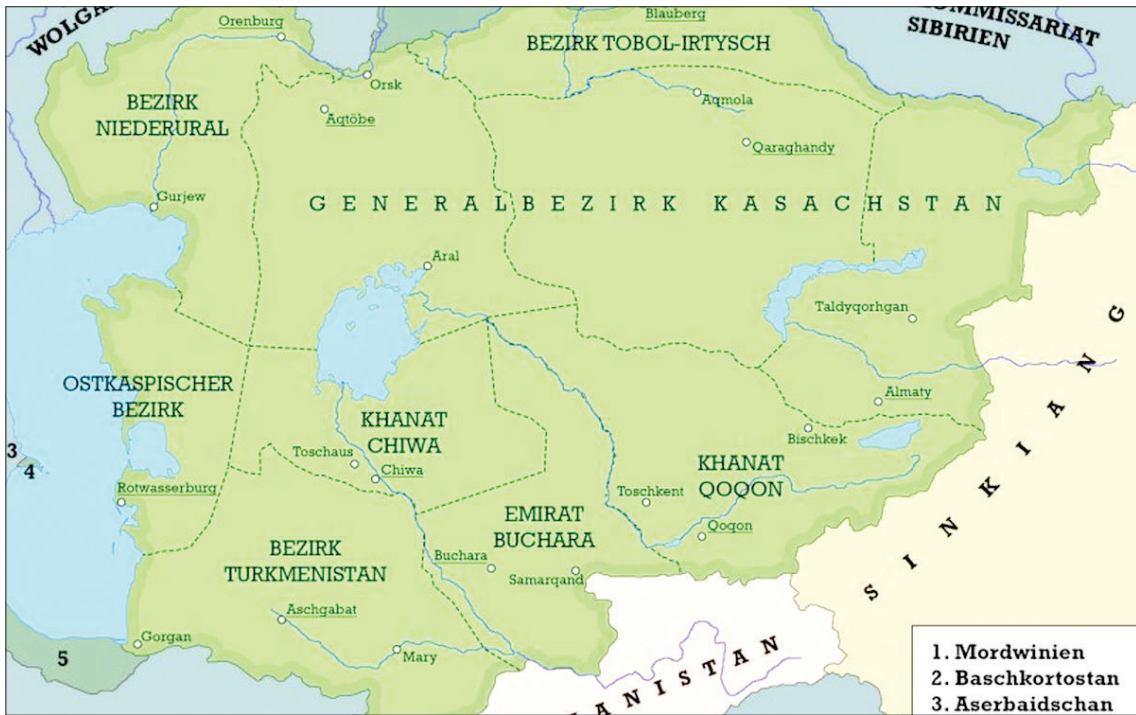 WOLGA
Orenburg
Blauberg
BEZIRK TOBOL-IRTYSCH
KOMMISSARIAT
SIBIRIEN
BEZIRK
NIEDERURAL
Orsk
Aqtöbe
Aqmola
Qaraghandy
Gurjew
GENERALBEZIRK KASACHSTAN
Aral
Taldyqorhgan
OSTKASPISCHER
BEZIRK
KHANAT
CHIWA
Almaty
Bischkek
3
4
Toschaus
Chiwa
KHANAT
QOQON
Rotwasserburg
Toschkent
Qoqon
EMIRAT
BUCHARA
BEZIRK
TURKMENISTAN
Buchara
Samarqand
SINKIANG
Aschgabat
Gorgan
Mary
5
ANISTAN
1. Mordwinien
2. Baschkortostan
3. Aserbaidschan